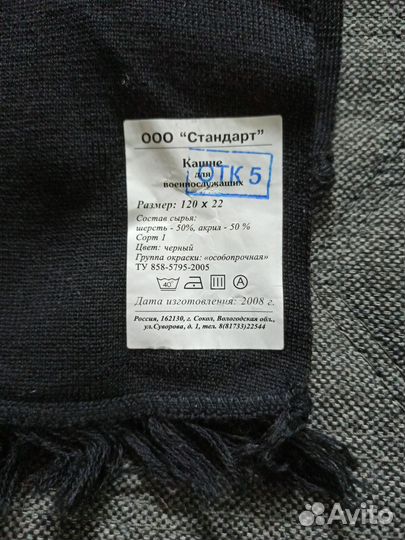 ООО "Стандарт"
Кашне
для
военнослужащих
ОТК 5
Размер: 120 х 22
Состав сырья:
шерсть - 50%, акрил - 50 %
Сорт 1
Цвет: черный
Группа окраски: «особопрочная»
ТУ 858-5795-2005
40° A
Дата изготовления: 2008 г.
Россия, 162130, г. Сокол, Вологодская обл.,
ул.Суворова, д. 1, тел. 8(81733)22544
Avito